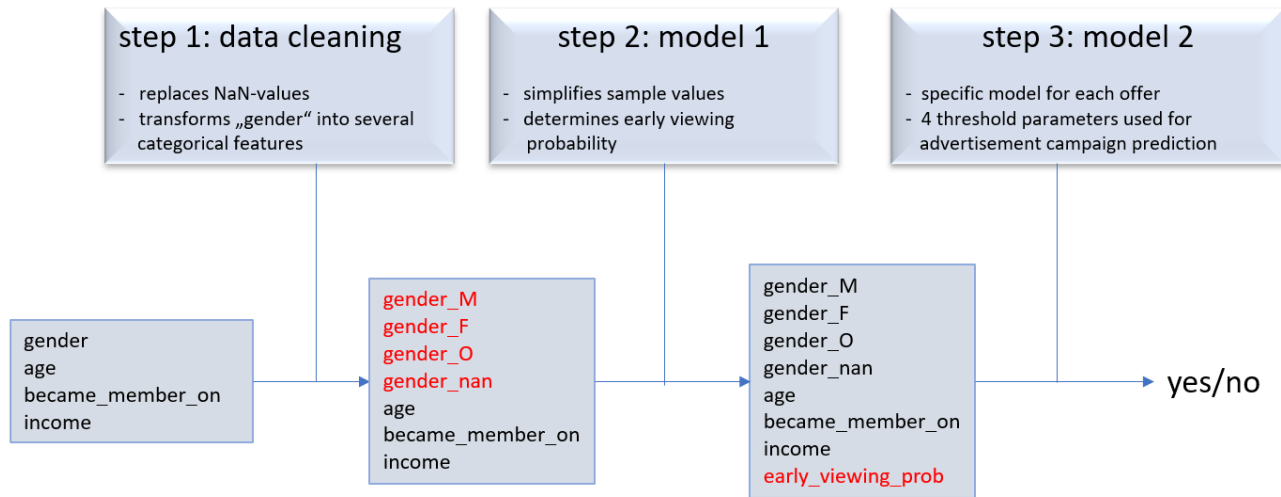 step 1: data cleaning
- replaces NaN-values
- transforms „gender“ into several
categorical features
step 2: model 1
- simplifies sample values
- determines early viewing
probability
step 3: model 2
- specific model for each offer
- 4 threshold parameters used for
advertisement campaign prediction
gender
age
became_member_on
income
gender_M
gender_F
gender_O
gender_nan
age
became_member_on
income
gender_M
gender_F
gender_O
gender_nan
age
became_member_on
income
early_viewing_prob
yes/no